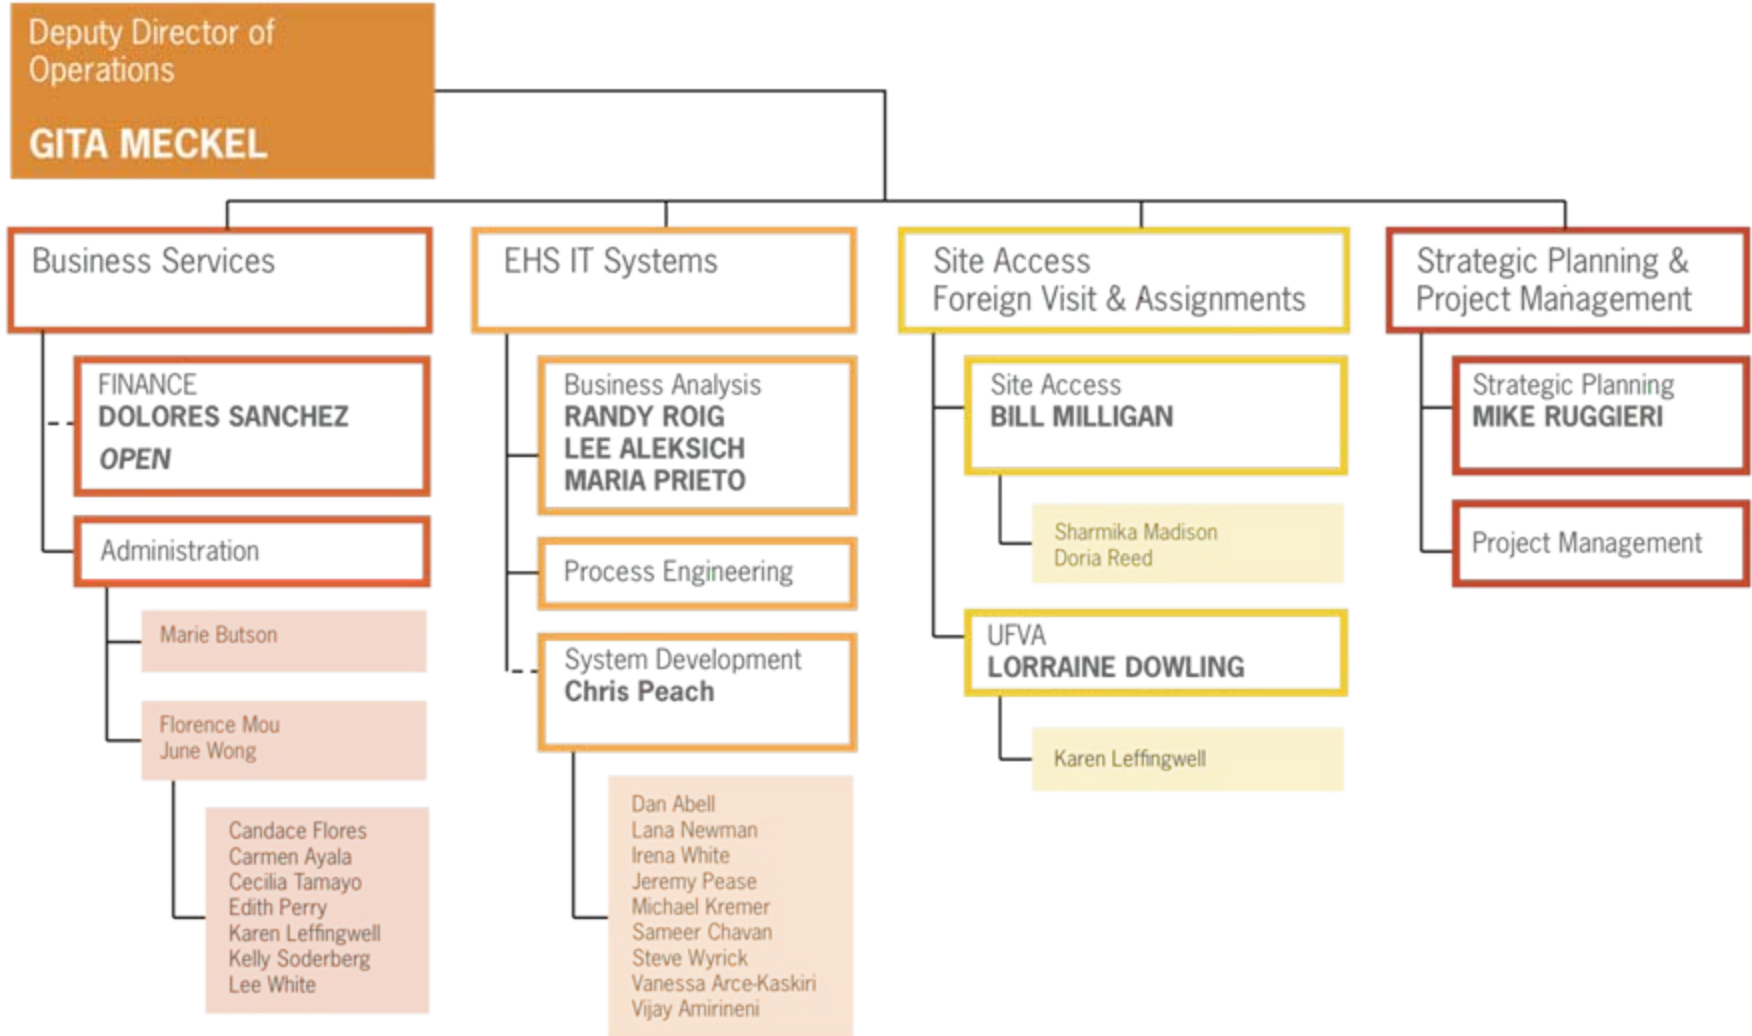 Deputy Director of
Operations
GITA MECKEL
Business Services
FINANCE
DOLORES SANCHEZ
OPEN
Administration
Marie Butson
Florence Mou
June Wong
Candace Flores
Carmen Ayala
Cecilia Tamayo
Edith Perry
Karen Leffingwell
Kelly Soderberg
Lee White
EHS IT Systems
Business Analysis
RANDY ROIG
LEE ALEKSICH
MARIA PRIETO
Process Engineering
System Development
Chris Peach
Dan Abell
Lana Newman
Irena White
Jeremy Pease
Michael Kremer
Sameer Chavan
Steve Wyrick
Vanessa Arce-Kaskiri
Vijay Amirineni
Site Access
Foreign Visit & Assignments
Site Access
BILL MILLIGAN
Sharmika Madison
Doria Reed
UFVA
LORRAINE DOWLING
Karen Leffingwell
Strategic Planning &
Project Management
Strategic Planning
MIKE RUGGIERI
Project Management